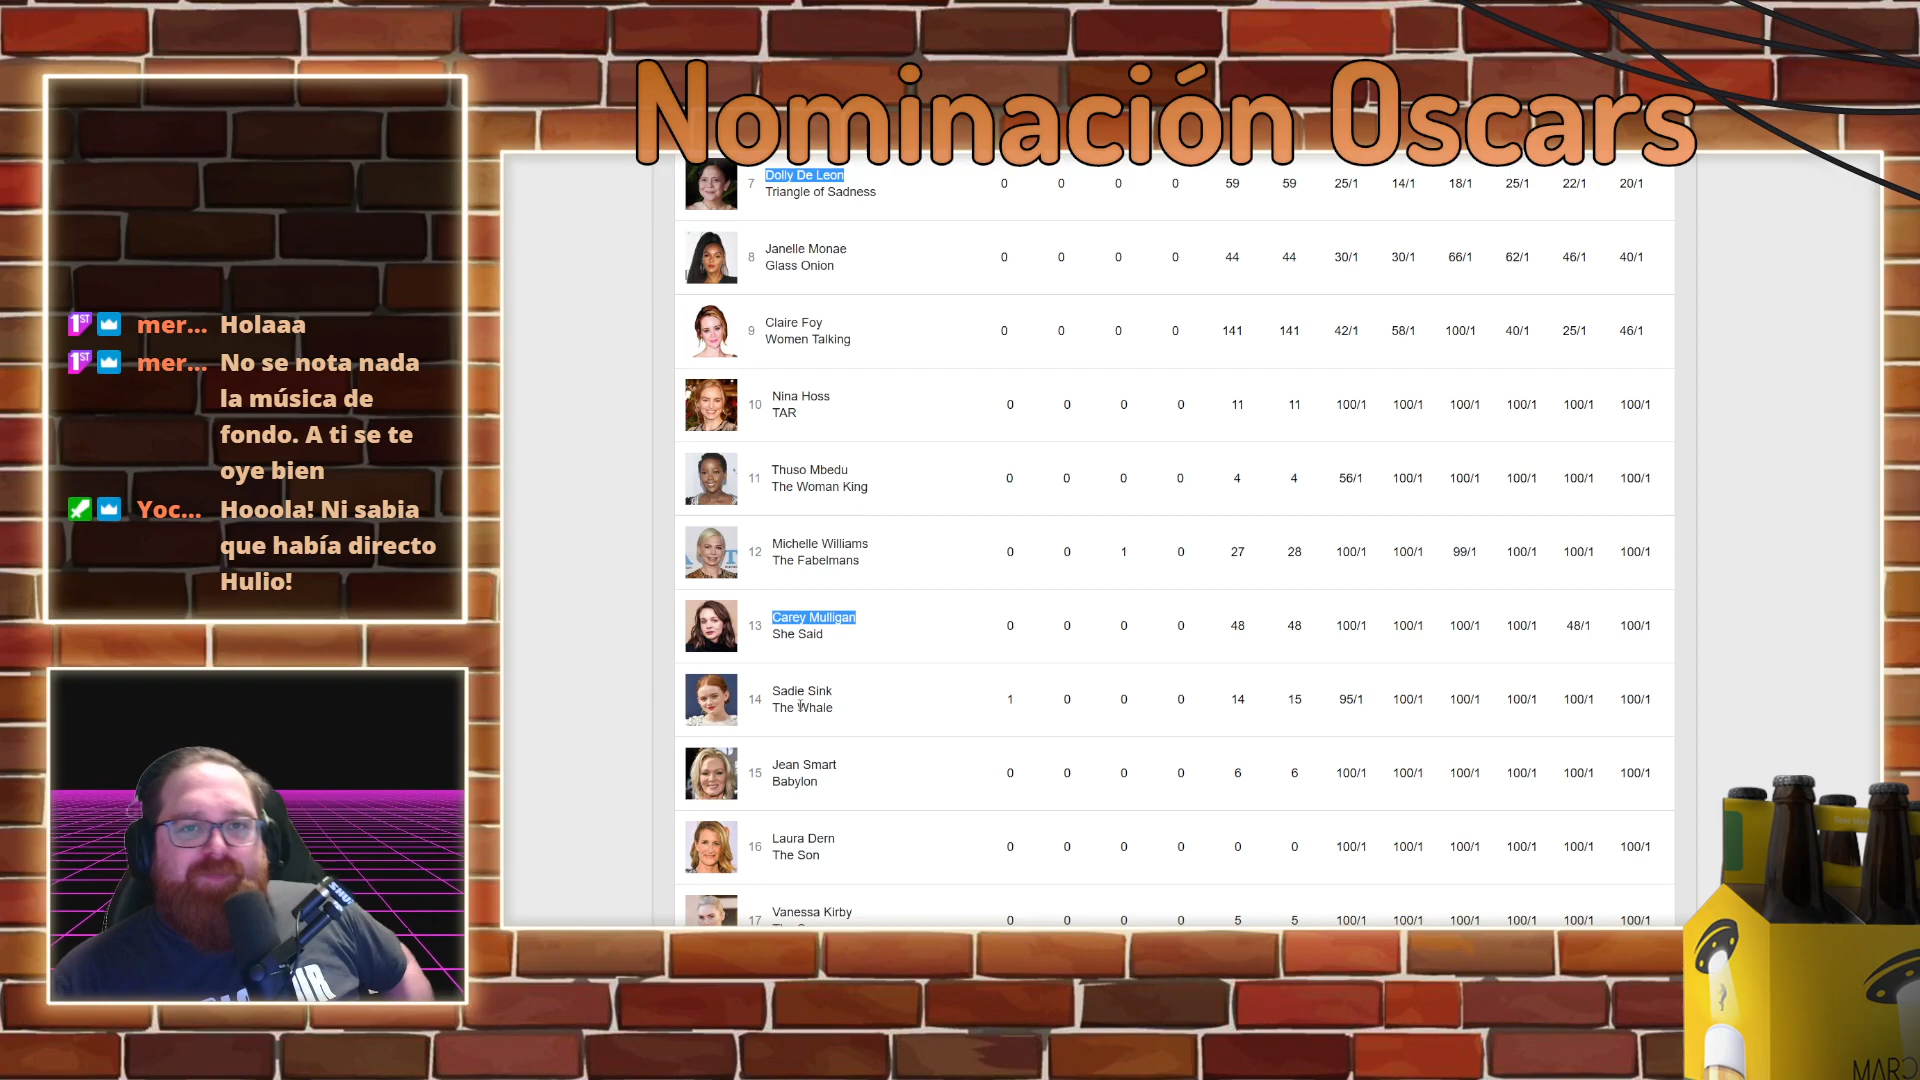 Nominación Oscars
1ST mer... Holaaa
1ST mer... No se nota nada
la música de
fondo. A ti se te
oye bien
Yoc... Hooola! Ni sabia
que había directo
Hulio!
7 Dolly De Leon 0 0 0 0 59 59 25/1 14/1 18/1 25/1 22/1 20/1
Triangle of Sadness
8 Janelle Monae 0 0 0 0 44 44 30/1 30/1 66/1 62/1 46/1 40/1
Glass Onion
9 Claire Foy 0 0 0 0 141 141 42/1 58/1 100/1 40/1 25/1 46/1
Women Talking
10 Nina Hoss 0 0 0 0 11 11 100/1 100/1 100/1 100/1 100/1 100/1
TAR
11 Thuso Mbedu 0 0 0 0 4 4 56/1 100/1 100/1 100/1 100/1 100/1
The Woman King
12 Michelle Williams 0 0 1 0 27 28 100/1 100/1 99/1 100/1 100/1 100/1
The Fabelmans
13 Carey Mulligan 0 0 0 0 48 48 100/1 100/1 100/1 100/1 48/1 100/1
She Said
14 Sadie Sink 1 0 0 0 14 15 95/1 100/1 100/1 100/1 100/1 100/1
The Whale
15 Jean Smart 0 0 0 0 6 6 100/1 100/1 100/1 100/1 100/1 100/1
Babylon
16 Laura Dern 0 0 0 0 0 0 100/1 100/1 100/1 100/1 100/1 100/1
The Son
17 Vanessa Kirby 0 0 0 0 5 5 100/1 100/1 100/1 100/1 100/1 100/1
SHURE